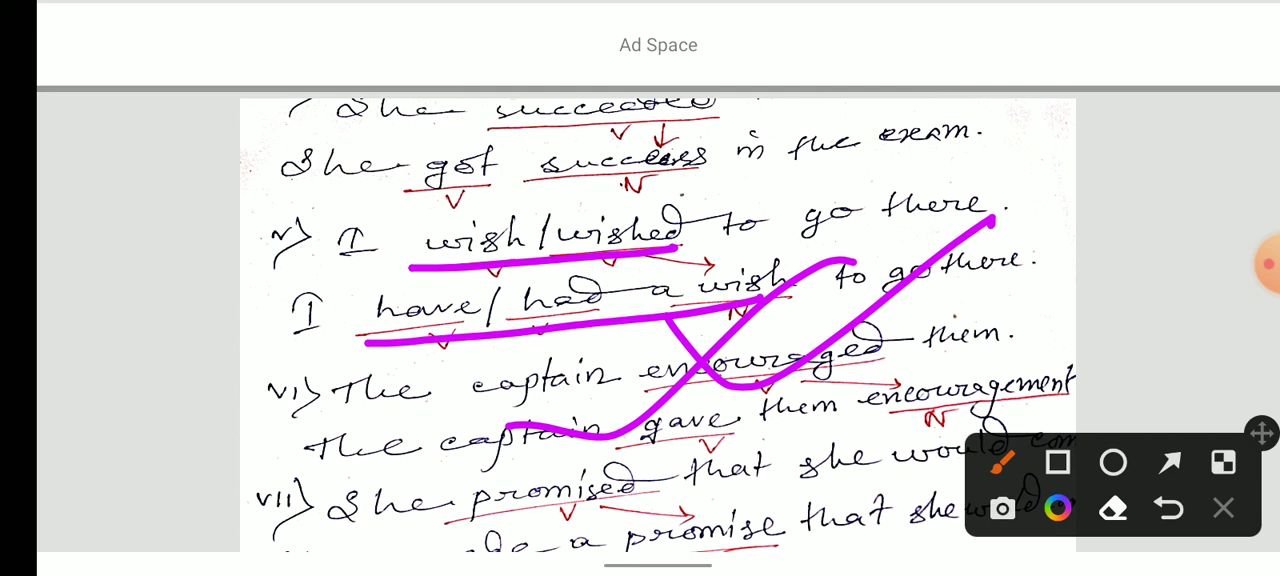 Ad Space
She succeeded
V
She got success in the exam.
V N
v) I wish/wished to go there.
V V
I have/had a wish to go there.
V V N
vi) The captain encouraged them.
V
The captain gave them encouragement
V N
vii) She promised that she would com
V
a promise that she